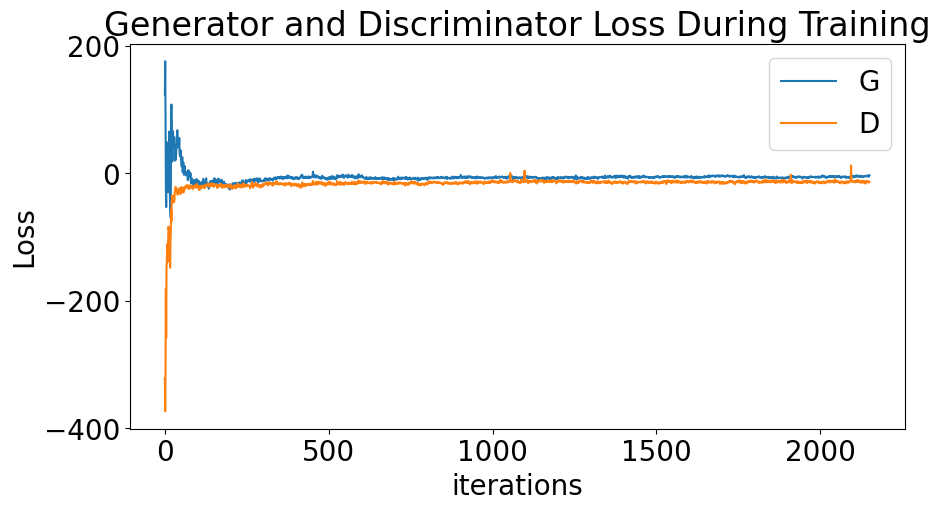 Generator and Discriminator Loss During Training
G
D
200
0
−200
−400
Loss
0 500 1000 1500 2000
iterations